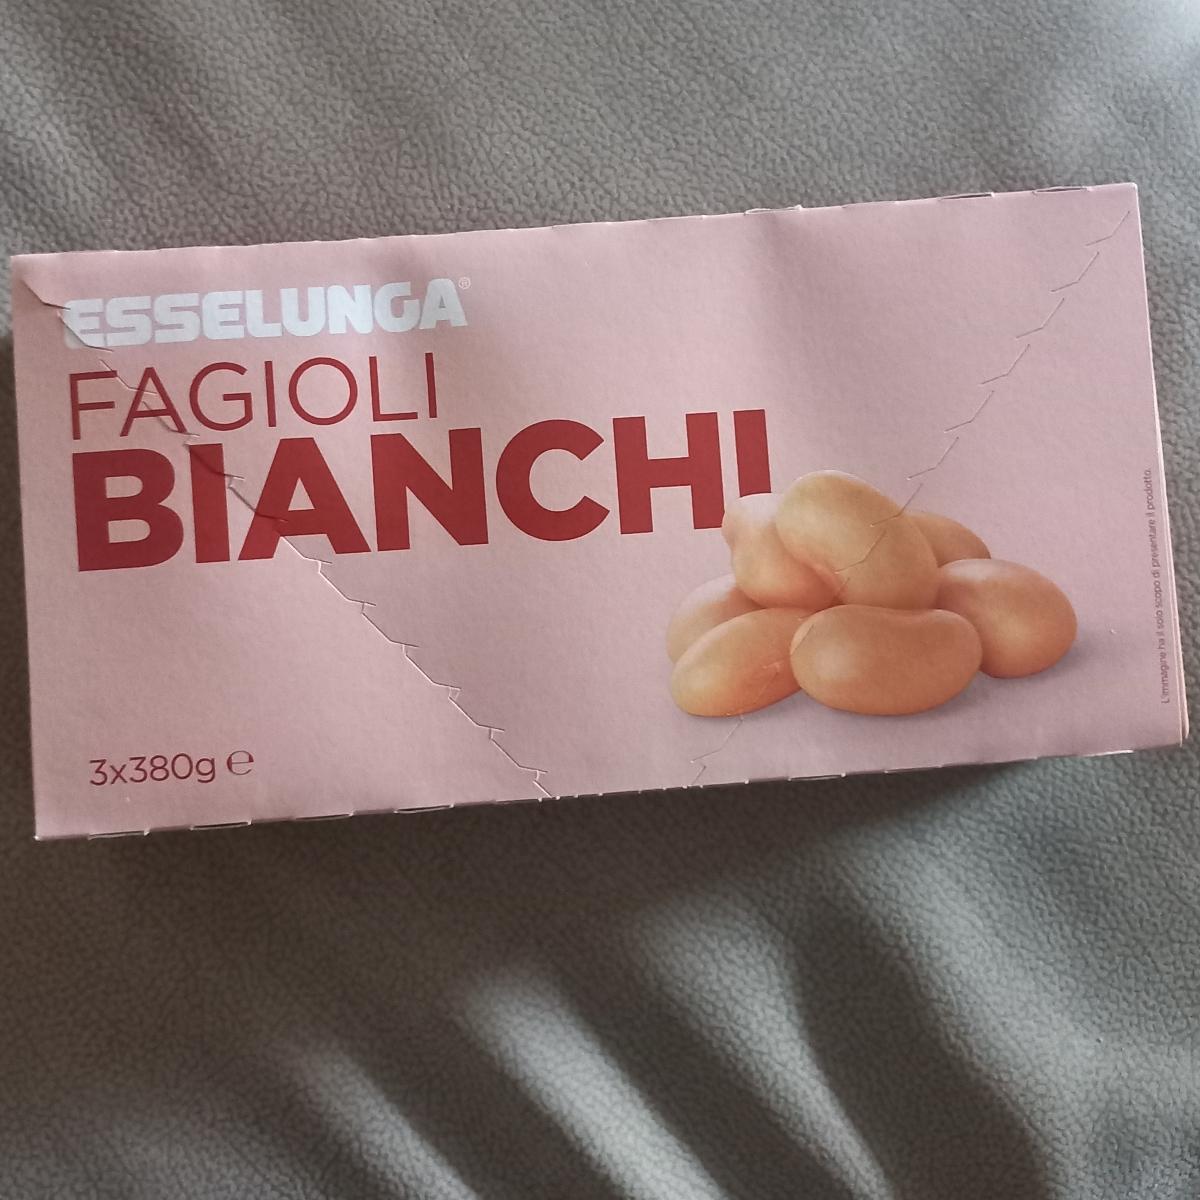 ESSELUNGA®
FAGIOLI
BIANCHI
3x380g ℮
L'immagine ha il solo scopo di presentare il prodotto.